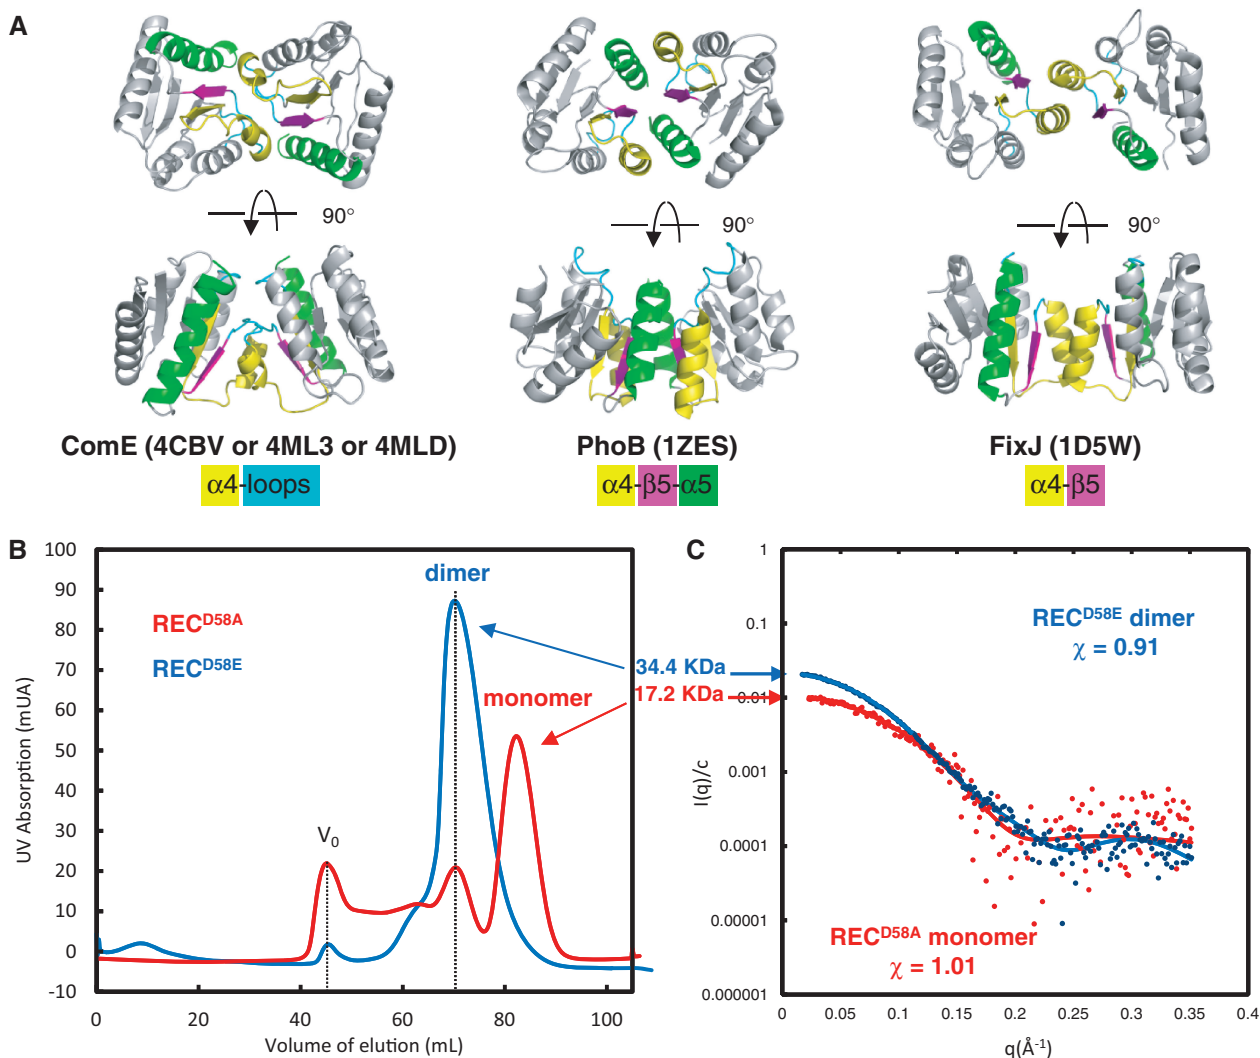 A
90°
90°
90°
ComE (4CBV or 4ML3 or 4MLD)
PhoB (1ZES)
FixJ (1D5W)
α4-loops
α4-β5-α5
α4-β5
B
100
90
80
70
60
50
40
30
20
10
0
-10
UV Absorption (mUA)
REC^D58A
REC^D58E
dimer
monomer
V₀
34.4 KDa
17.2 KDa
0
20
40
60
80
100
Volume of elution (mL)
C
1
0.1
0.01
0.001
0.0001
0.00001
0.000001
I(q)/c
REC^D58E dimer
χ = 0.91
REC^D58A monomer
χ = 1.01
0
0.05
0.1
0.15
0.2
0.25
0.3
0.35
0.4
q(Å⁻¹)